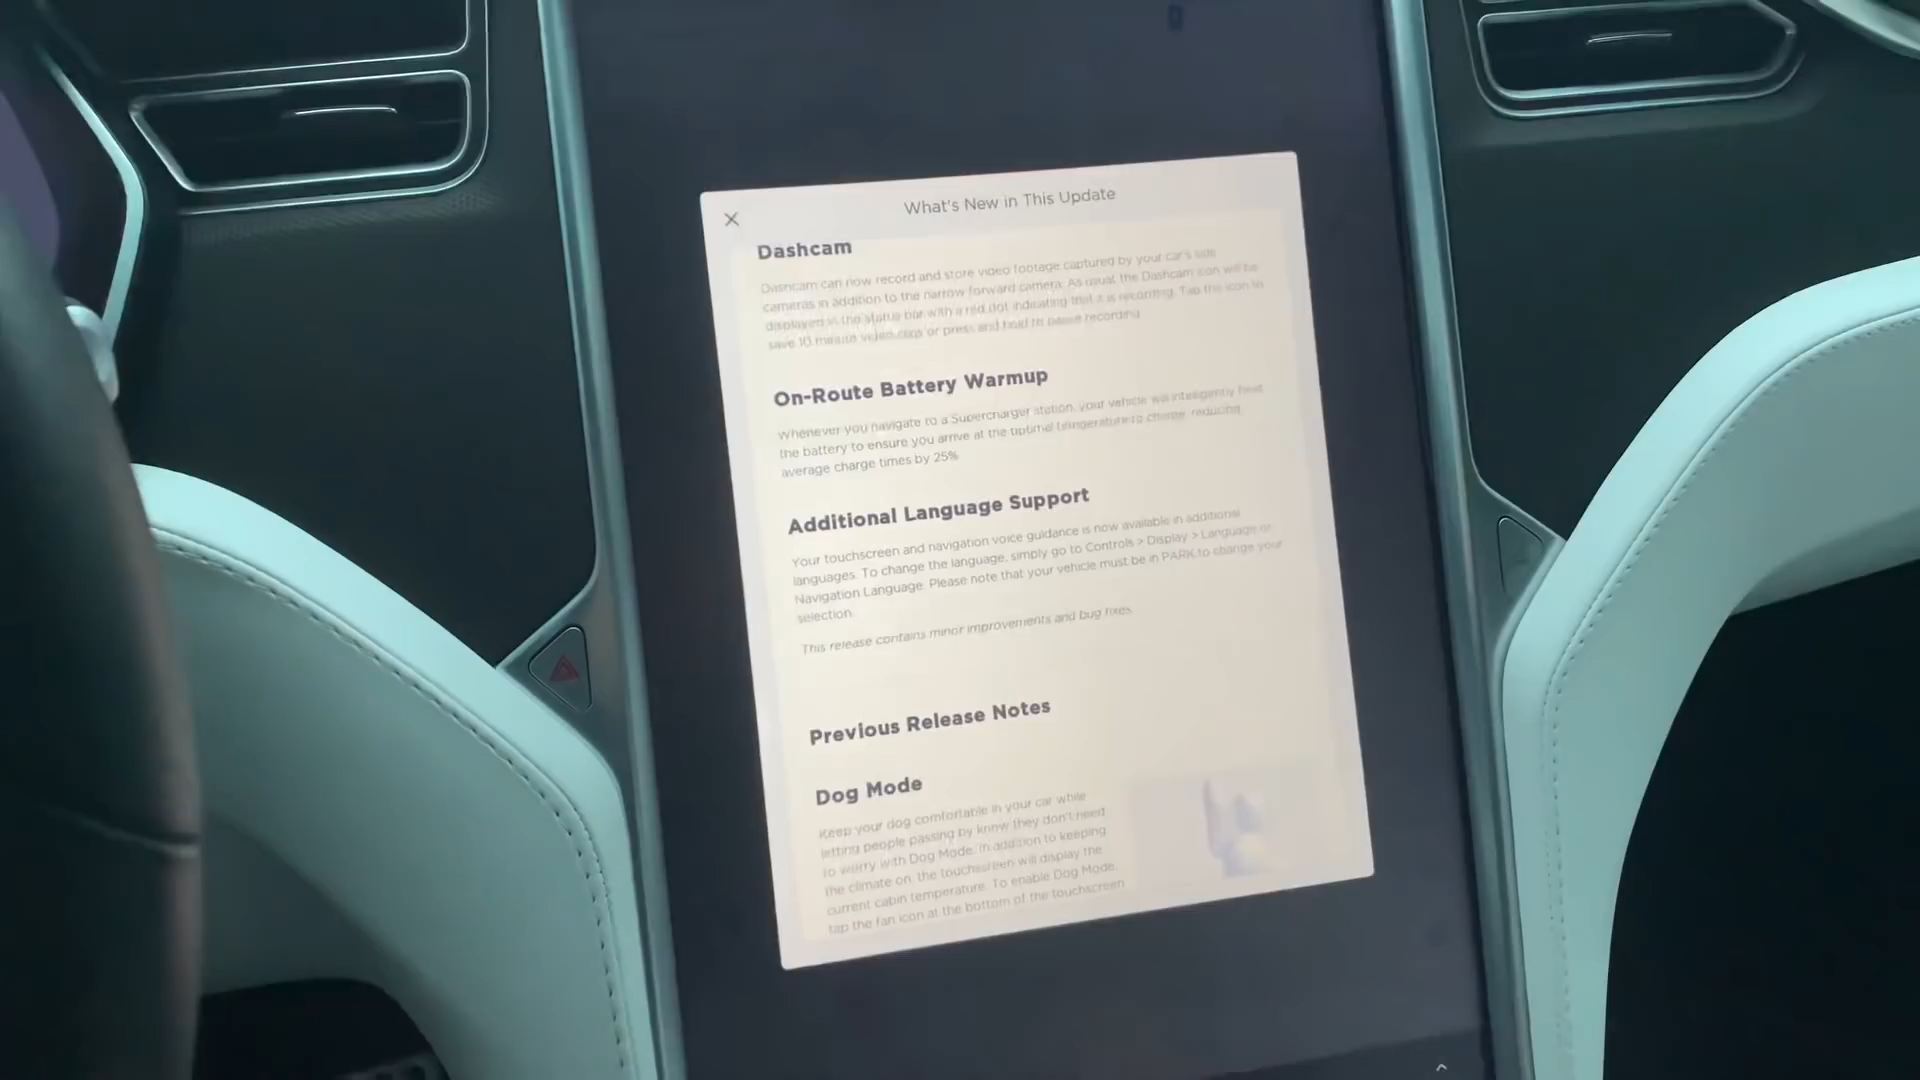 What's New in This Update
Dashcam
Dashcam can now record and store video footage captured by your car's side
cameras in addition to the narrow forward camera. As usual, the Dashcam icon will be
displayed in the status bar with a red dot indicating that it is recording. Tap the icon to
save 10 minute video clips or press and hold to pause recording.
On-Route Battery Warmup
Whenever you navigate to a Supercharger station, your vehicle will intelligently heat
the battery to ensure you arrive at the optimal temperature to charge, reducing
average charge times by 25%
Additional Language Support
Your touchscreen and navigation voice guidance is now available in additional
languages. To change the language, simply go to Controls > Display > Language or
Navigation Language. Please note that your vehicle must be in PARK to change your
selection.
This release contains minor improvements and bug fixes.
Previous Release Notes
Dog Mode
Keep your dog comfortable in your car while
letting people passing by know they don't need
to worry with Dog Mode. In addition to keeping
the climate on, the touchscreen will display the
current cabin temperature. To enable Dog Mode,
tap the fan icon at the bottom of the touchscreen